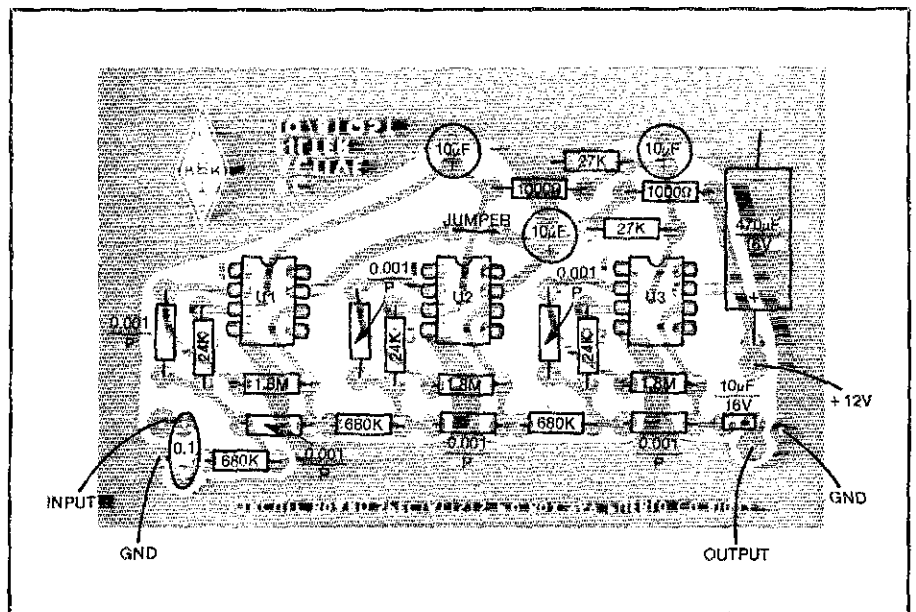 10µF
10µF
27K
1000Ω
1000Ω
JUMPER
10µF
27K
470µF
16V
0.001
P
0.001
P
U1
U2
U3
+
0.001
P
24K
24K
24K
1.8M
1.8M
1.8M
10µF
16V
+ 12V
680K
680K
0.1
0.001
P
0.001
P
680K
0.001
P
INPUT
GND
GND
OUTPUT